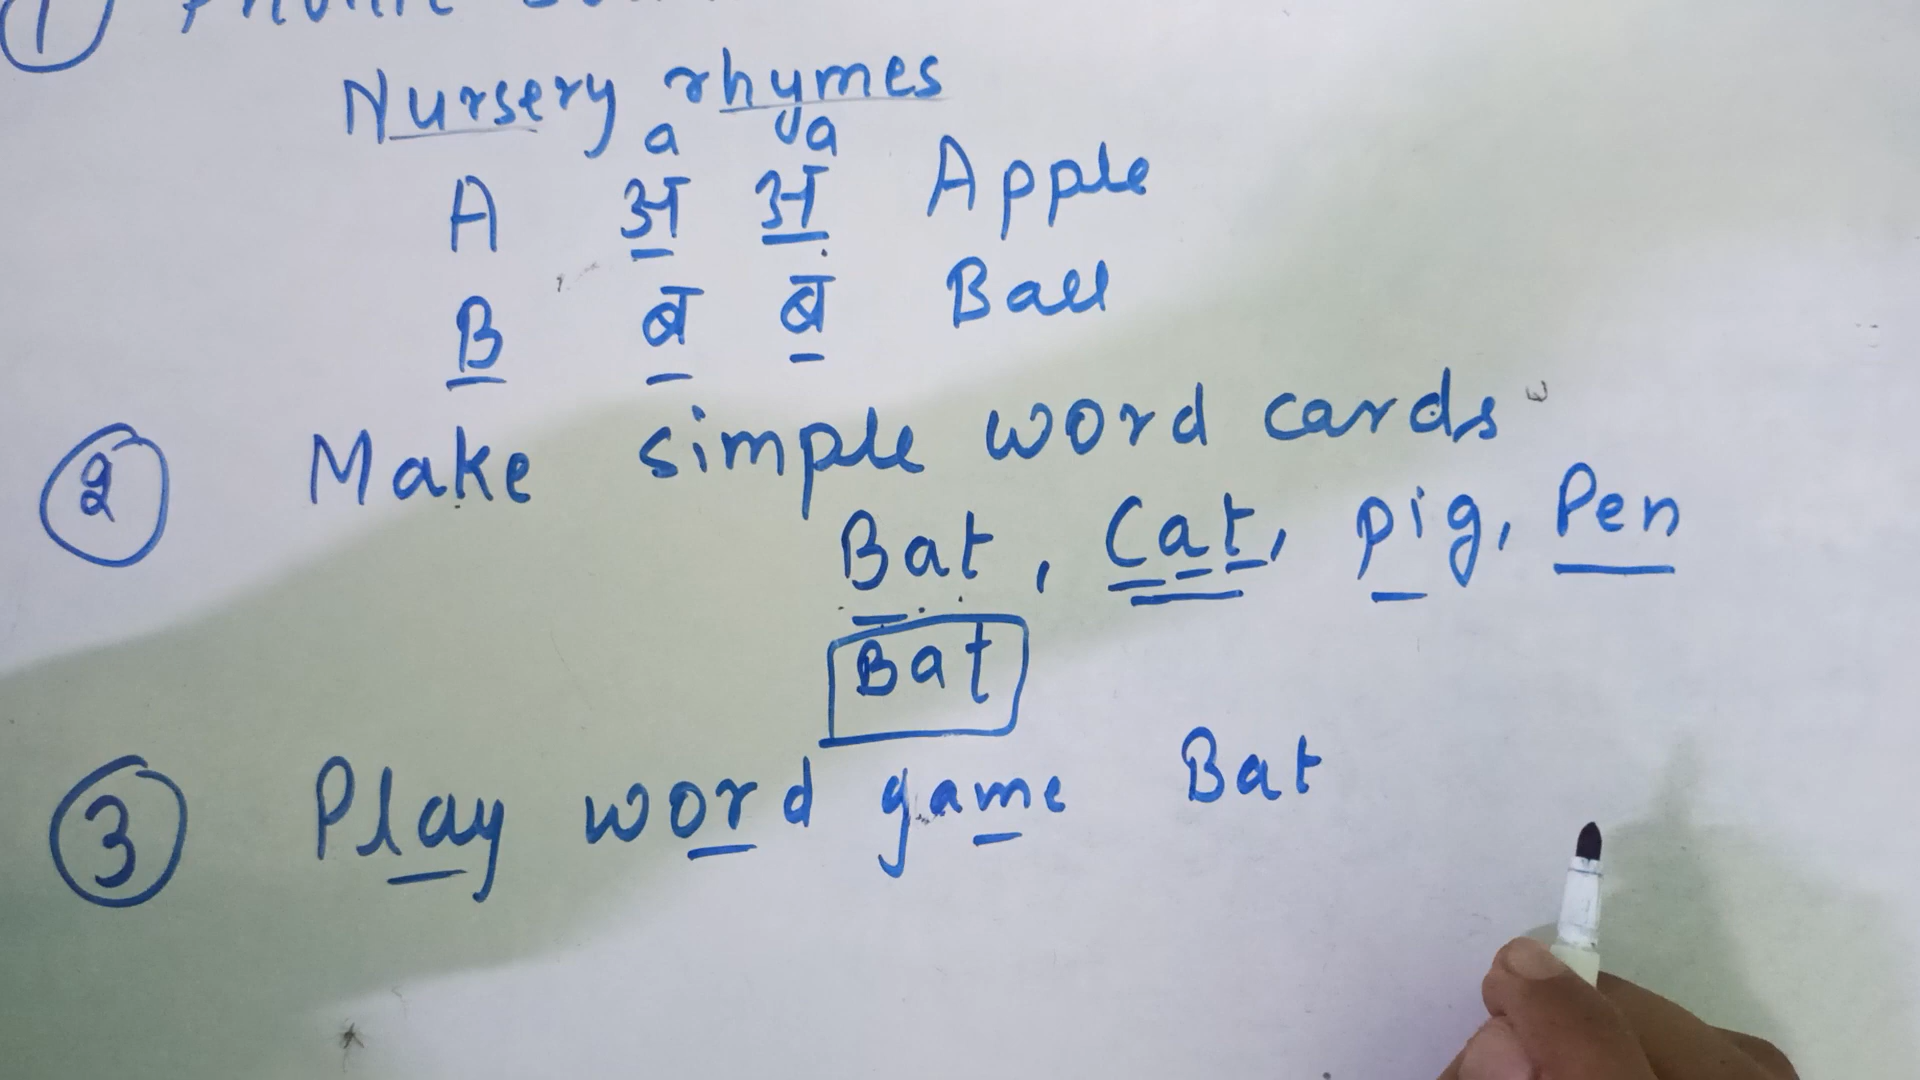 1
Nursery rhymes
a a
A अ अ Apple
B ब ब Ball
2 Make simple word cards
Bat, Cat, pig, Pen
Bat
3 Play word game Bat